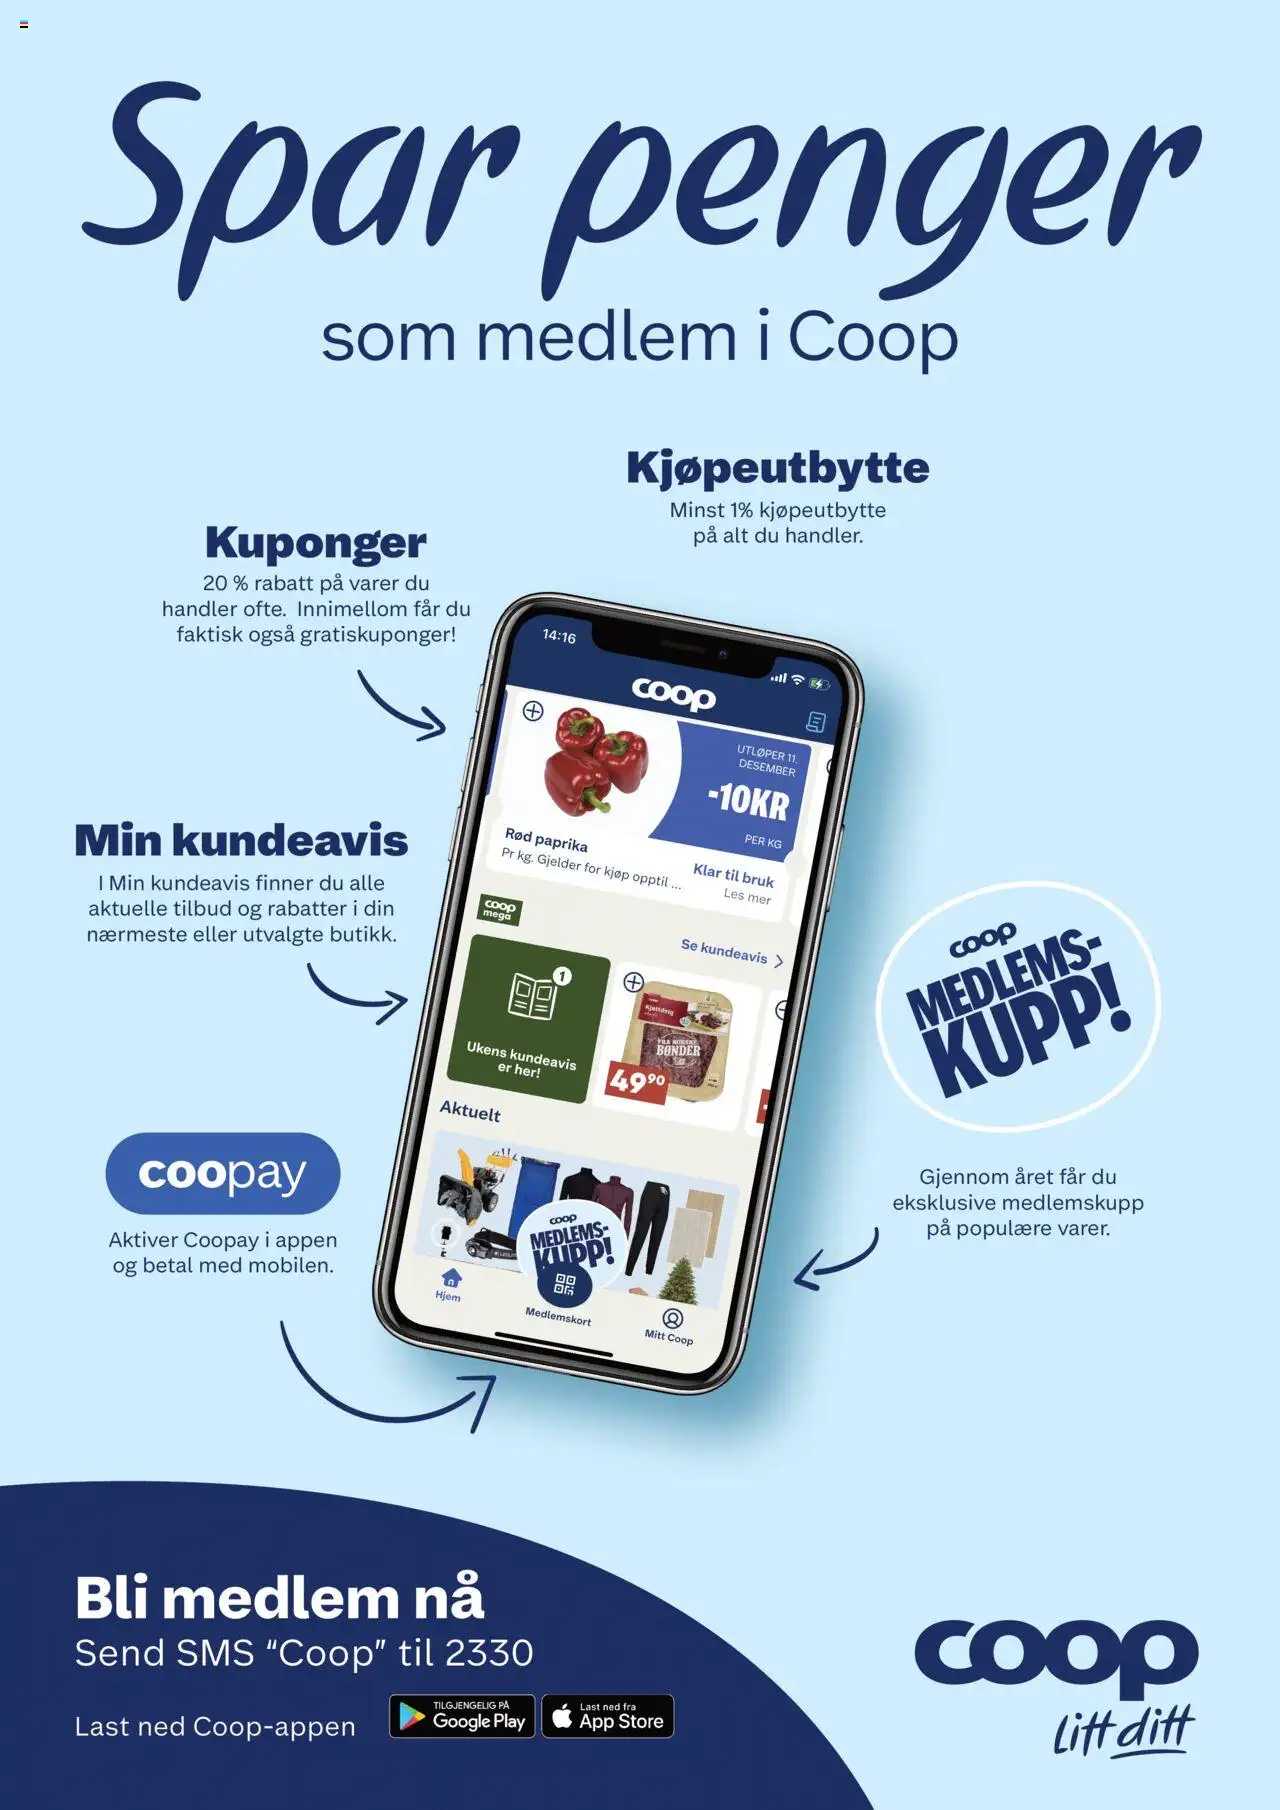 Spar penger
som medlem i Coop
Kjøpeutbytte
Minst 1% kjøpeutbytte
på alt du handler.
Kuponger
20 % rabatt på varer du
handler ofte. Innimellom får du
faktisk også gratiskuponger!
Min kundeavis
I Min kundeavis finner du alle
aktuelle tilbud og rabatter i din
nærmeste eller utvalgte butikk.
coopay
Aktiver Coopay i appen
og betal med mobilen.
14:16
coop
UTLØPER 11.
DESEMBER
-10KR
PER KG
Rød paprika
Pr kg. Gjelder for kjøp opptil ...
Klar til bruk
Les mer
coop
mega
Se kundeavis
1
Ukens kundeavis
er her!
Kjøttdeig
FRA NORSKE
BØNDER
49 90
Aktuelt
coop
MEDLEMS-
KUPP!
Hjem
Medlemskort
Mitt Coop
coop
MEDLEMS-
KUPP!
Gjennom året får du
eksklusive medlemskupp
på populære varer.
Bli medlem nå
Send SMS “Coop” til 2330
Last ned Coop-appen
TILGJENGELIG PÅ
Google Play
Last ned fra
App Store
coop
litt ditt